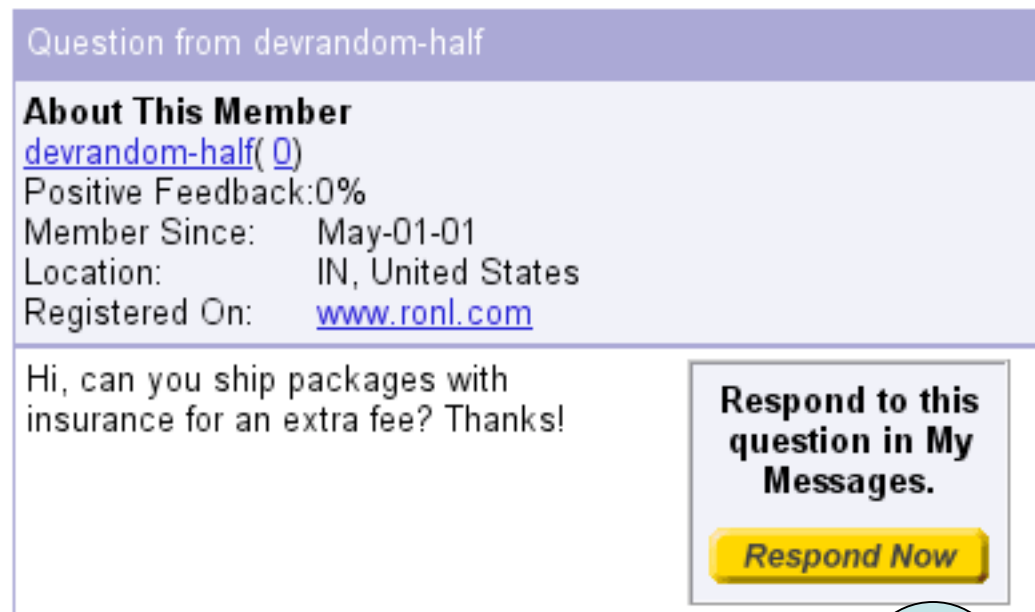 Question from devrandom-half
About This Member
devrandom-half( 0)
Positive Feedback:0%
Member Since: May-01-01
Location: IN, United States
Registered On: www.ronl.com
Hi, can you ship packages with
insurance for an extra fee? Thanks!
Respond to this
question in My
Messages.
Respond Now